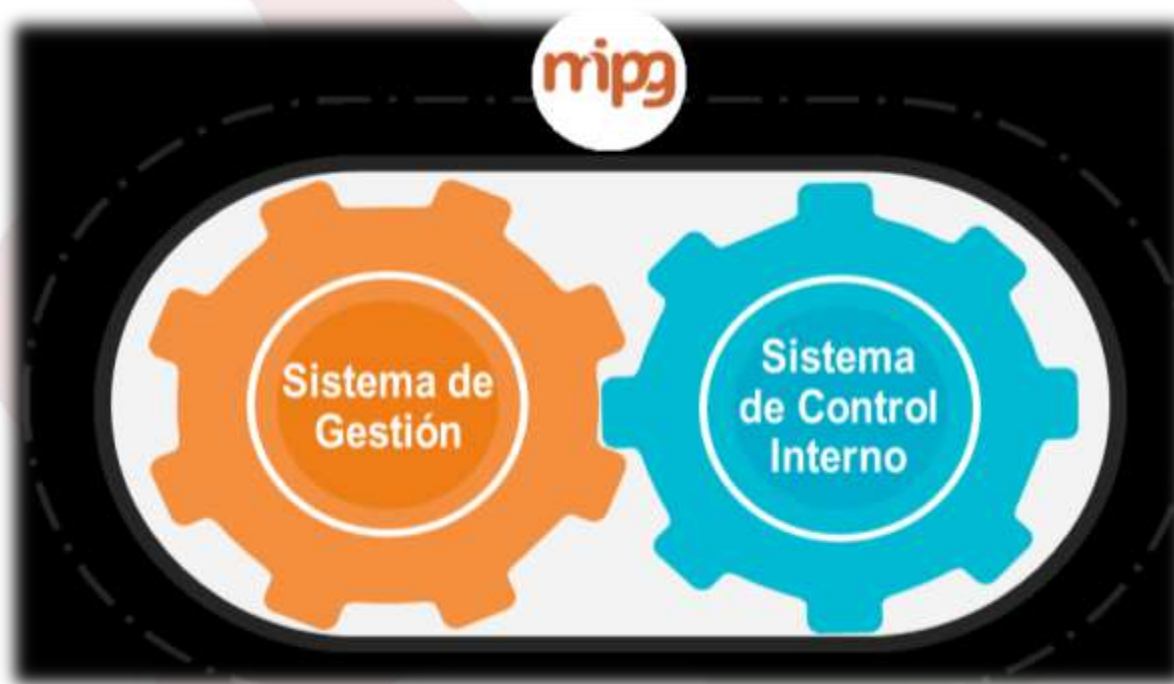 mipg
Sistema de
Gestión
Sistema
de Control
Interno